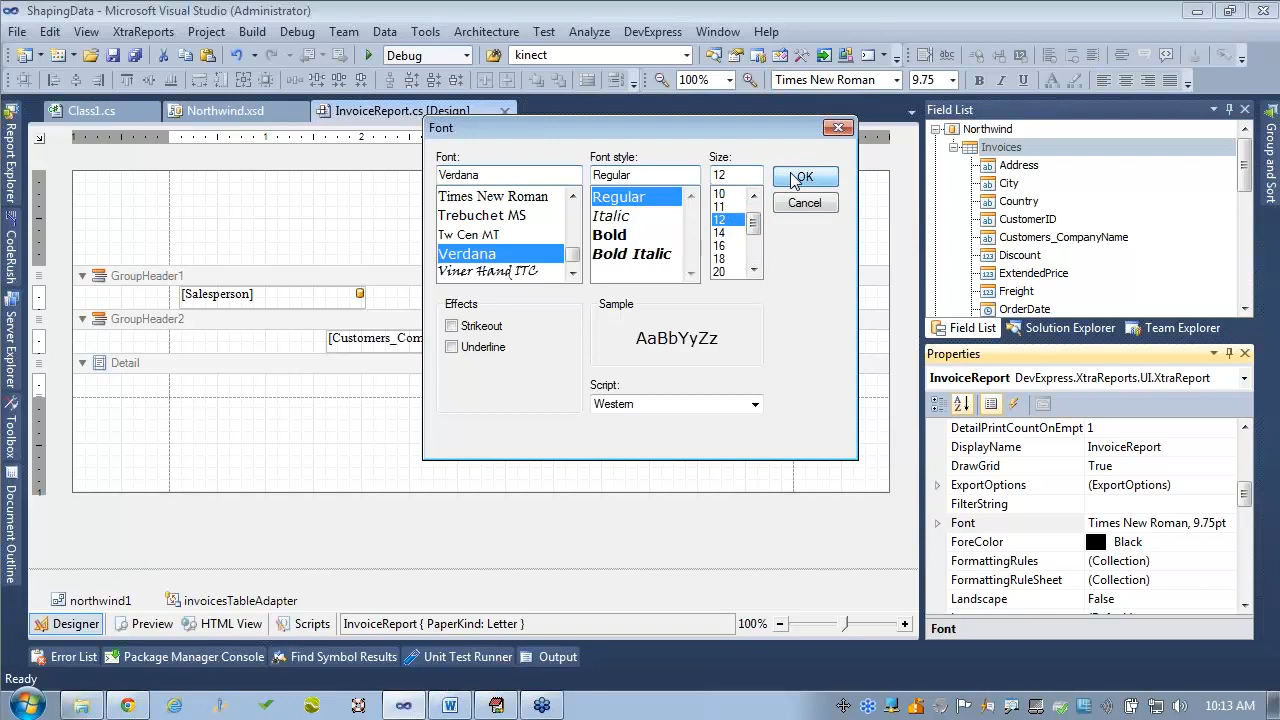 ShapingData - Microsoft Visual Studio (Administrator)
File Edit View XtraReports Project Build Debug Team Data Tools Architecture Test Analyze DevExpress Window Help
Debug kinect
100% Times New Roman 9.75 B I U
Class1.cs Northwind.xsd InvoiceReport.cs [Design]
1 1 2
Font
Font: Font style: Size:
Verdana Regular 12 OK
Times New Roman Regular 10
Trebuchet MS Italic 11
Tw Cen MT Bold 12
Verdana Bold Italic 14
Viner Hand ITC 16
18
20
Cancel
Effects Sample
Strikeout
Underline
AaBbYyZz
Script:
Western
GroupHeader1
[Salesperson]
GroupHeader2
[Customers_Com
Detail
northwind1 invoicesTableAdapter
Designer Preview HTML View Scripts InvoiceReport { PaperKind: Letter } 100%
Error List Package Manager Console Find Symbol Results Unit Test Runner Output
Ready
Report Explorer
CodeRush
Server Explorer
Toolbox
Document Outline
Field List
Northwind
Invoices
Address
City
Country
CustomerID
Customers_CompanyName
Discount
ExtendedPrice
Freight
OrderDate
Field List Solution Explorer Team Explorer
Group and Sort
Properties
InvoiceReport DevExpress.XtraReports.UI.XtraReport
DetailPrintCountOnEmpt 1
DisplayName InvoiceReport
DrawGrid True
ExportOptions (ExportOptions)
FilterString
Font Times New Roman, 9.75pt
ForeColor Black
FormattingRules (Collection)
FormattingRuleSheet (Collection)
Landscape False
Font
10:13 AM